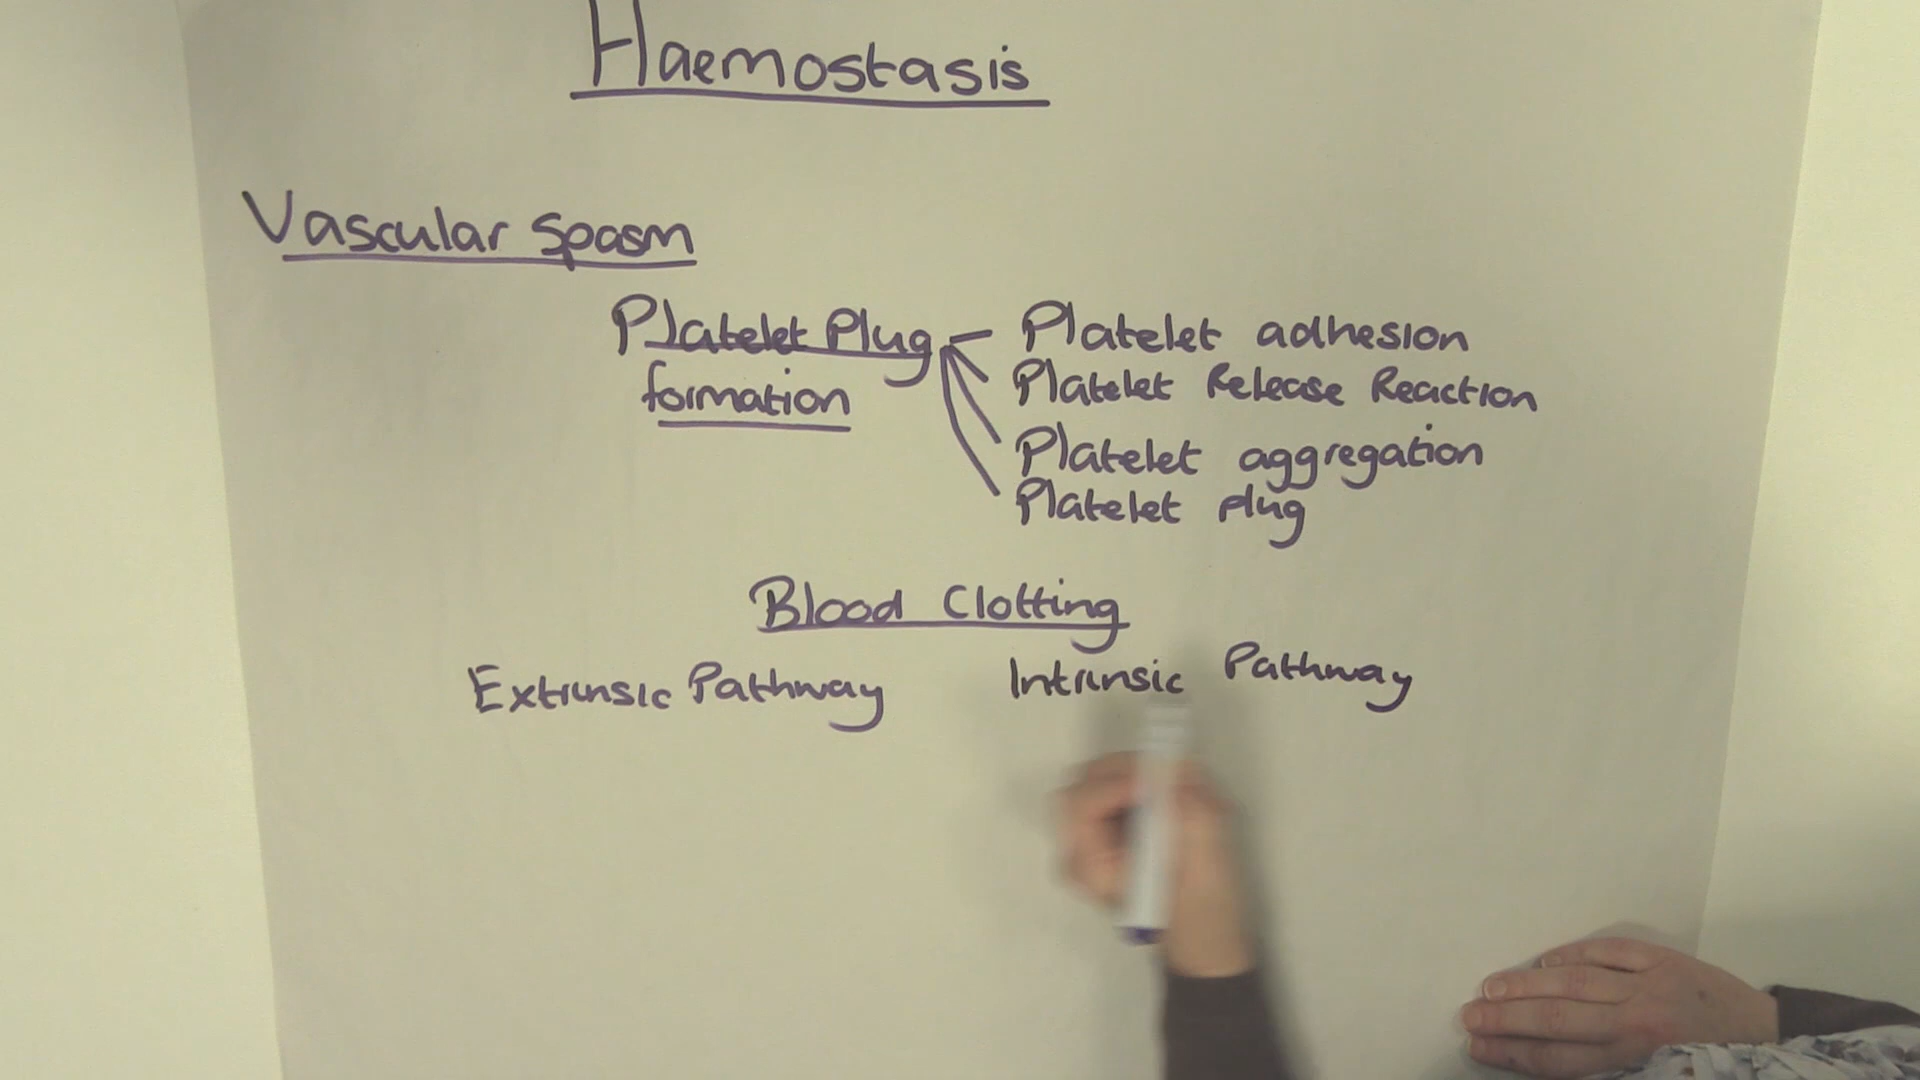 Haemostasis
Vascular Spasm
Platelet Plug
formation
Platelet adhesion
Platelet Release Reaction
Platelet aggregation
Platelet plug
Blood Clotting
Extrinsic Pathway
Intrinsic Pathway